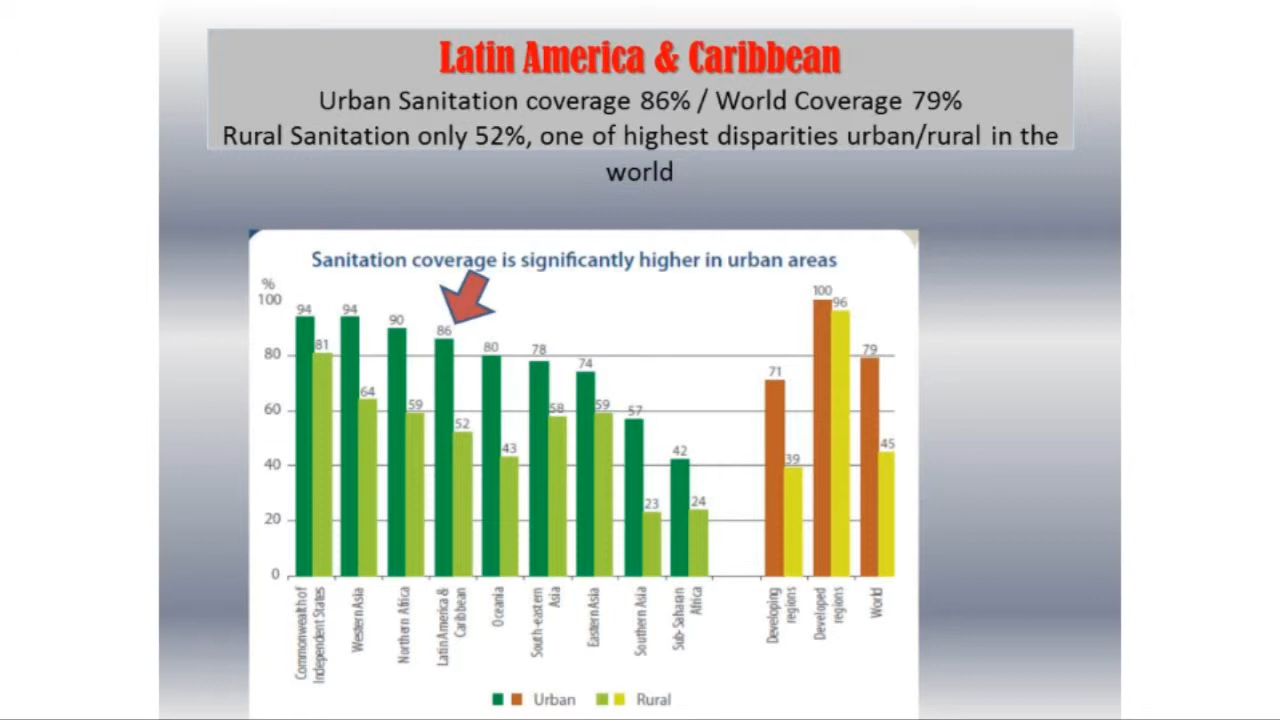 Latin America & Caribbean
Urban Sanitation coverage 86% / World Coverage 79%
Rural Sanitation only 52%, one of highest disparities urban/rural in the
world
Sanitation coverage is significantly higher in urban areas
%
100
80
60
40
20
0
94
81
94
64
90
59
86
52
80
43
78
58
74
59
57
23
42
24
71
39
100
96
79
45
Commonwealth of
Independent States
Western Asia
Northern Africa
Latin America &
Caribbean
Oceania
South-eastern
Asia
Eastern Asia
Southern Asia
Sub-Saharan
Africa
Developing
regions
Developed
regions
World
Urban
Rural